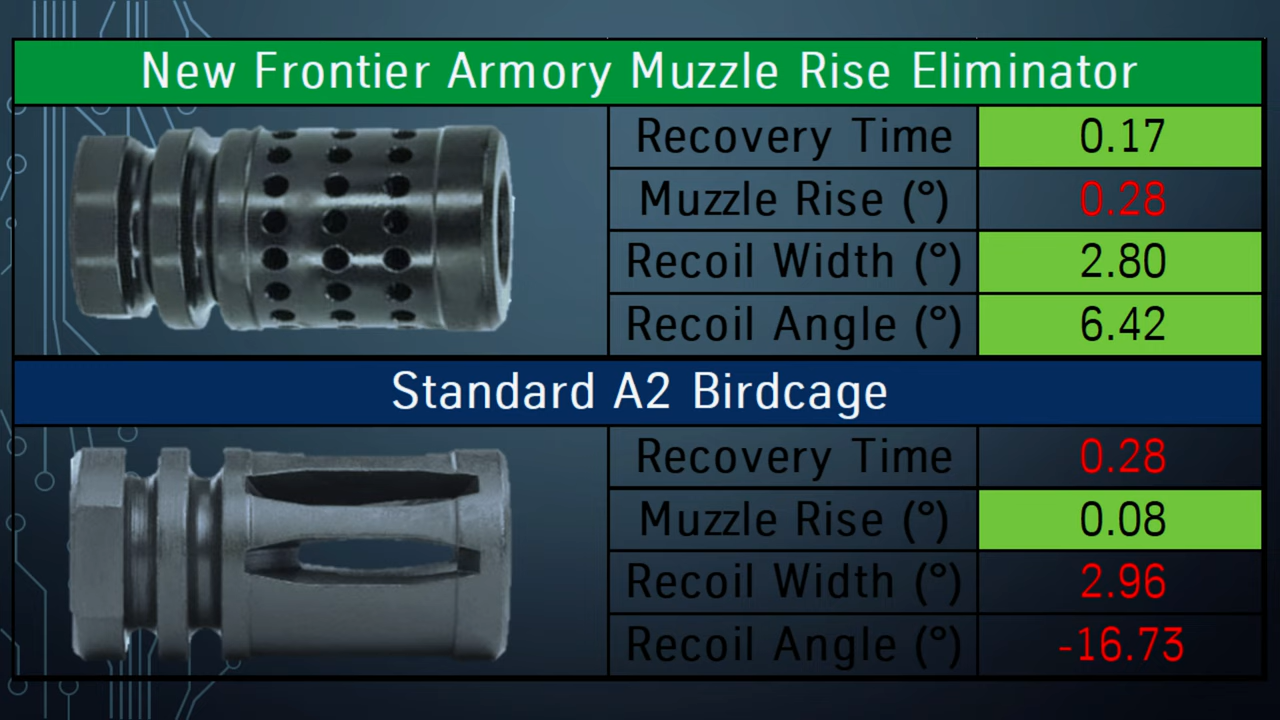 New Frontier Armory Muzzle Rise Eliminator
Recovery Time 0.17
Muzzle Rise (°) 0.28
Recoil Width (°) 2.80
Recoil Angle (°) 6.42
Standard A2 Birdcage
Recovery Time 0.28
Muzzle Rise (°) 0.08
Recoil Width (°) 2.96
Recoil Angle (°) -16.73